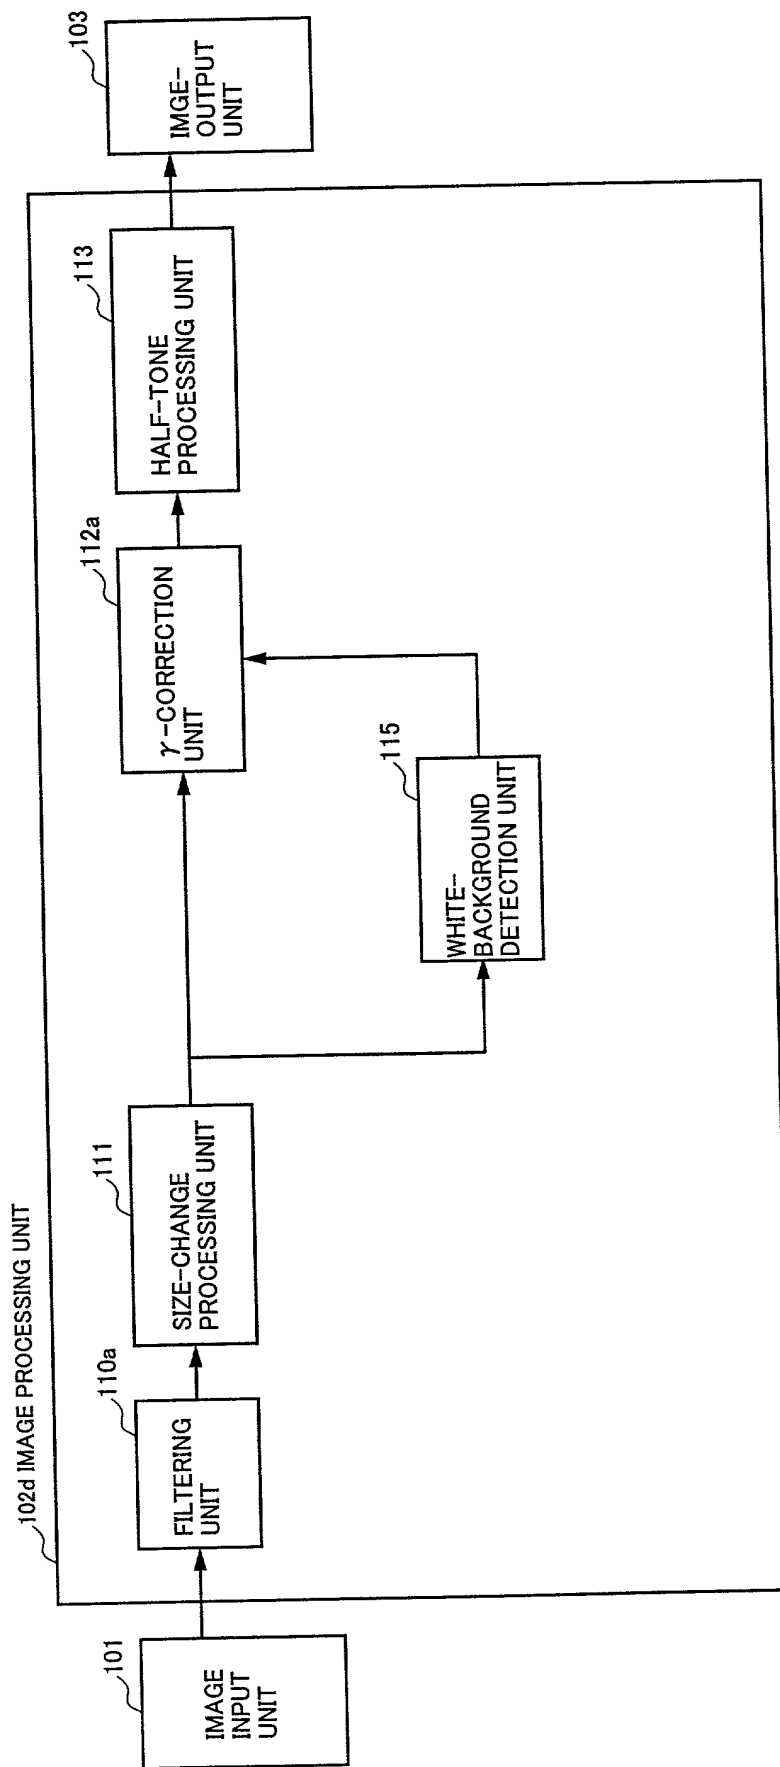 102d IMAGE PROCESSING UNIT
101
IMAGE
INPUT
UNIT
110a
FILTERING
UNIT
111
SIZE-CHANGE
PROCESSING UNIT
115
WHITE-
BACKGROUND
DETECTION UNIT
112a
γ-CORRECTION
UNIT
113
HALF-TONE
PROCESSING UNIT
103
IMGE-
OUTPUT
UNIT